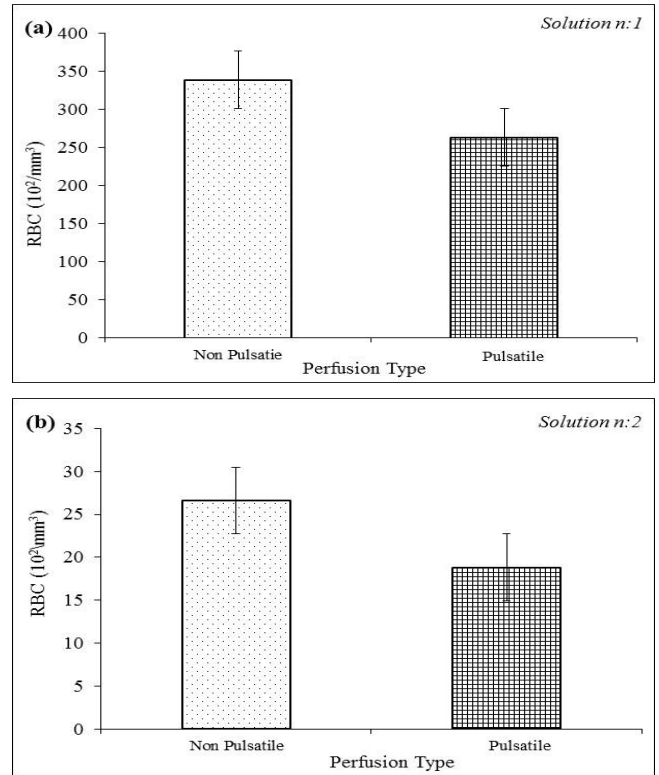 (a)
Solution n:1
400
350
300
250
200
150
100
50
0
RBC (10²/mm³)
Non Pulsatie
Pulsatile
Perfusion Type
(b)
Solution n:2
35
30
25
20
15
10
5
0
RBC (10²\mm³)
Non Pulsatile
Pulsatile
Perfusion Type